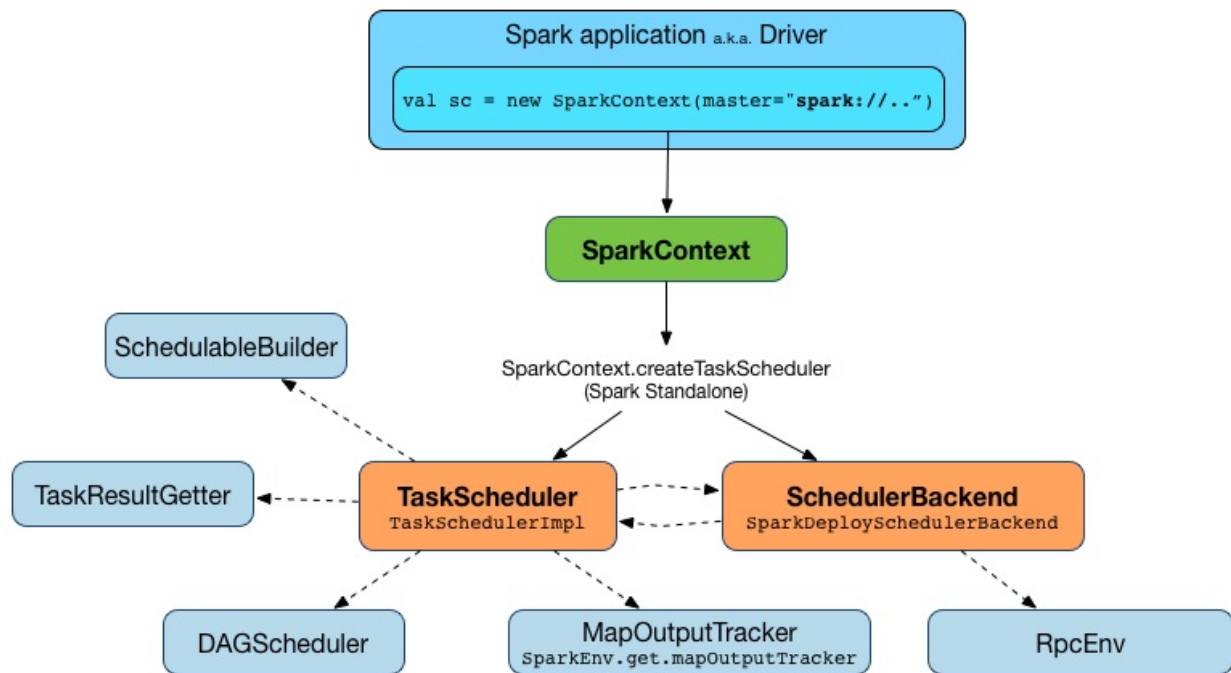 Spark application a.k.a. Driver
val sc = new SparkContext(master="spark://..”)
SparkContext
SchedulableBuilder
SparkContext.createTaskScheduler
(Spark Standalone)
TaskResultGetter
TaskScheduler
TaskSchedulerImpl
SchedulerBackend
SparkDeploySchedulerBackend
DAGScheduler
MapOutputTracker
SparkEnv.get.mapOutputTracker
RpcEnv